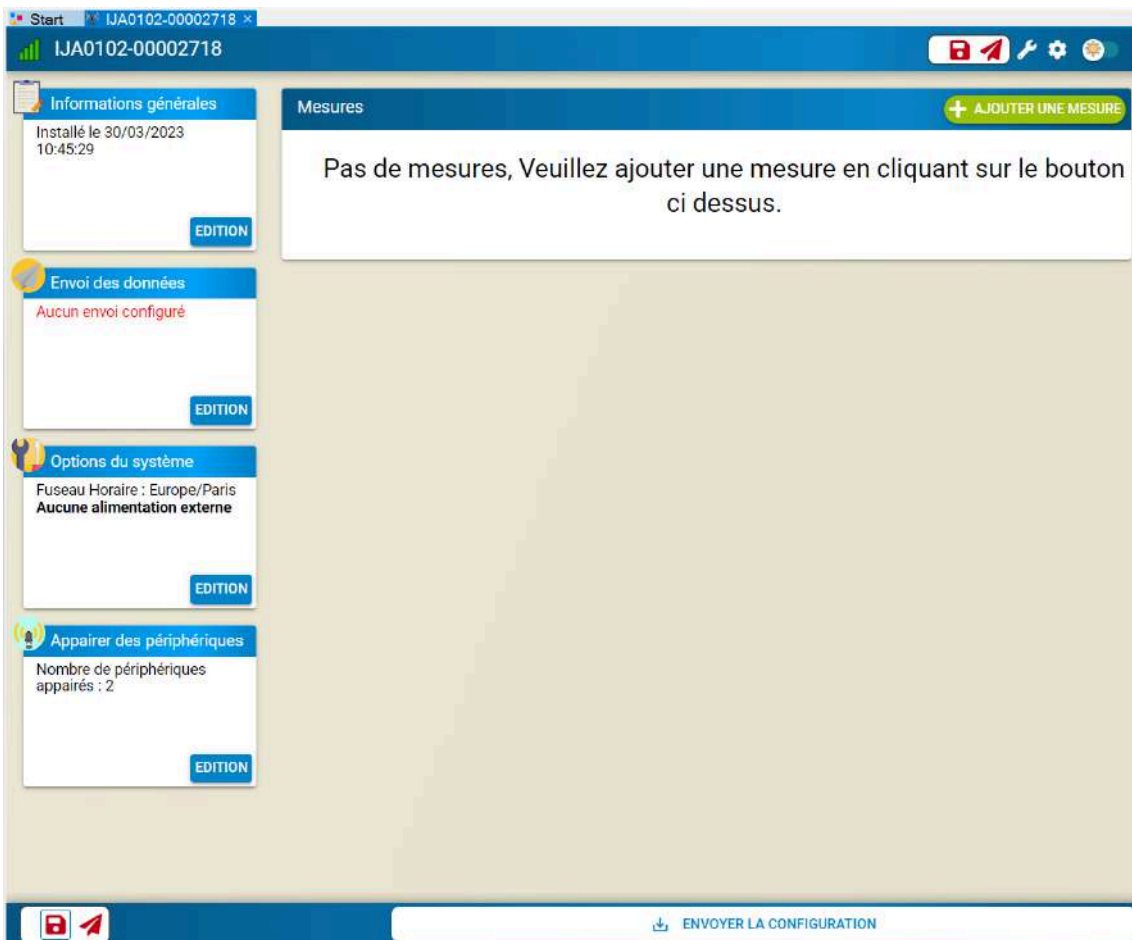 Start
IJA0102-00002718 ×
IJA0102-00002718
Informations générales
Installé le 30/03/2023
10:45:29
EDITION
Envoi des données
Aucun envoi configuré
EDITION
Options du système
Fuseau Horaire : Europe/Paris
Aucune alimentation externe
EDITION
Appairer des périphériques
Nombre de périphériques
appairés : 2
EDITION
Mesures
AJOUTER UNE MESURE
Pas de mesures, Veuillez ajouter une mesure en cliquant sur le bouton
ci dessus.
ENVOYER LA CONFIGURATION